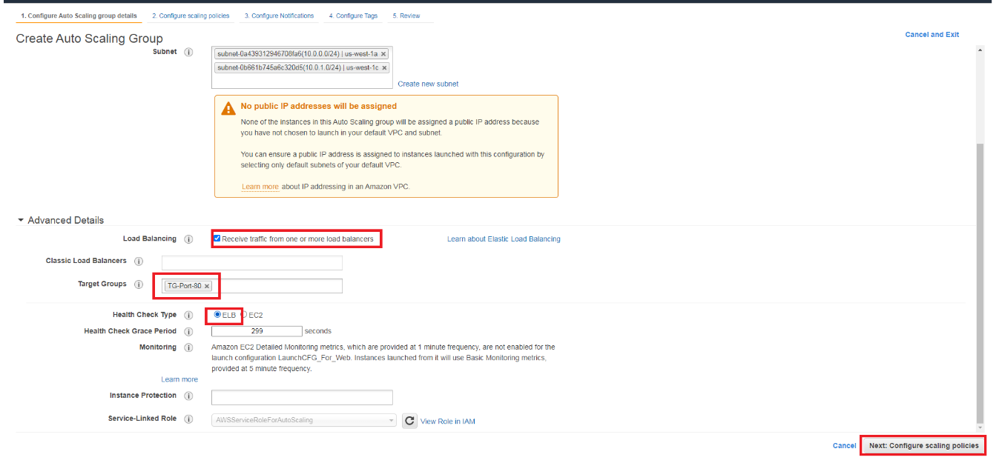 1. Configure Auto Scaling group details 2. Configure scaling policies 3. Configure Notifications 4. Configure Tags 5. Review
Create Auto Scaling Group
Cancel and Exit
Subnet
subnet-0a439312946708fa6(10.0.0.0/24) | us-west-1a ×
subnet-0b661b745a6c320d5(10.0.1.0/24) | us-west-1c ×
Create new subnet
No public IP addresses will be assigned
None of the instances in this Auto Scaling group will be assigned a public IP address because
you have not chosen to launch in your default VPC and subnet.
You can ensure a public IP address is assigned to instances launched with this configuration by
selecting only default subnets of your default VPC.
Learn more about IP addressing in an Amazon VPC.
Advanced Details
Load Balancing
Receive traffic from one or more load balancers
Learn about Elastic Load Balancing
Classic Load Balancers
Target Groups
TG-Port-80 ×
Health Check Type
ELB EC2
Health Check Grace Period
299 seconds
Monitoring
Amazon EC2 Detailed Monitoring metrics, which are provided at 1 minute frequency, are not enabled for the
launch configuration LaunchCFG_For_Web. Instances launched from it will use Basic Monitoring metrics,
provided at 5 minute frequency.
Learn more
Instance Protection
Service-Linked Role
AWSServiceRoleForAutoScaling
View Role in IAM
Cancel
Next: Configure scaling policies